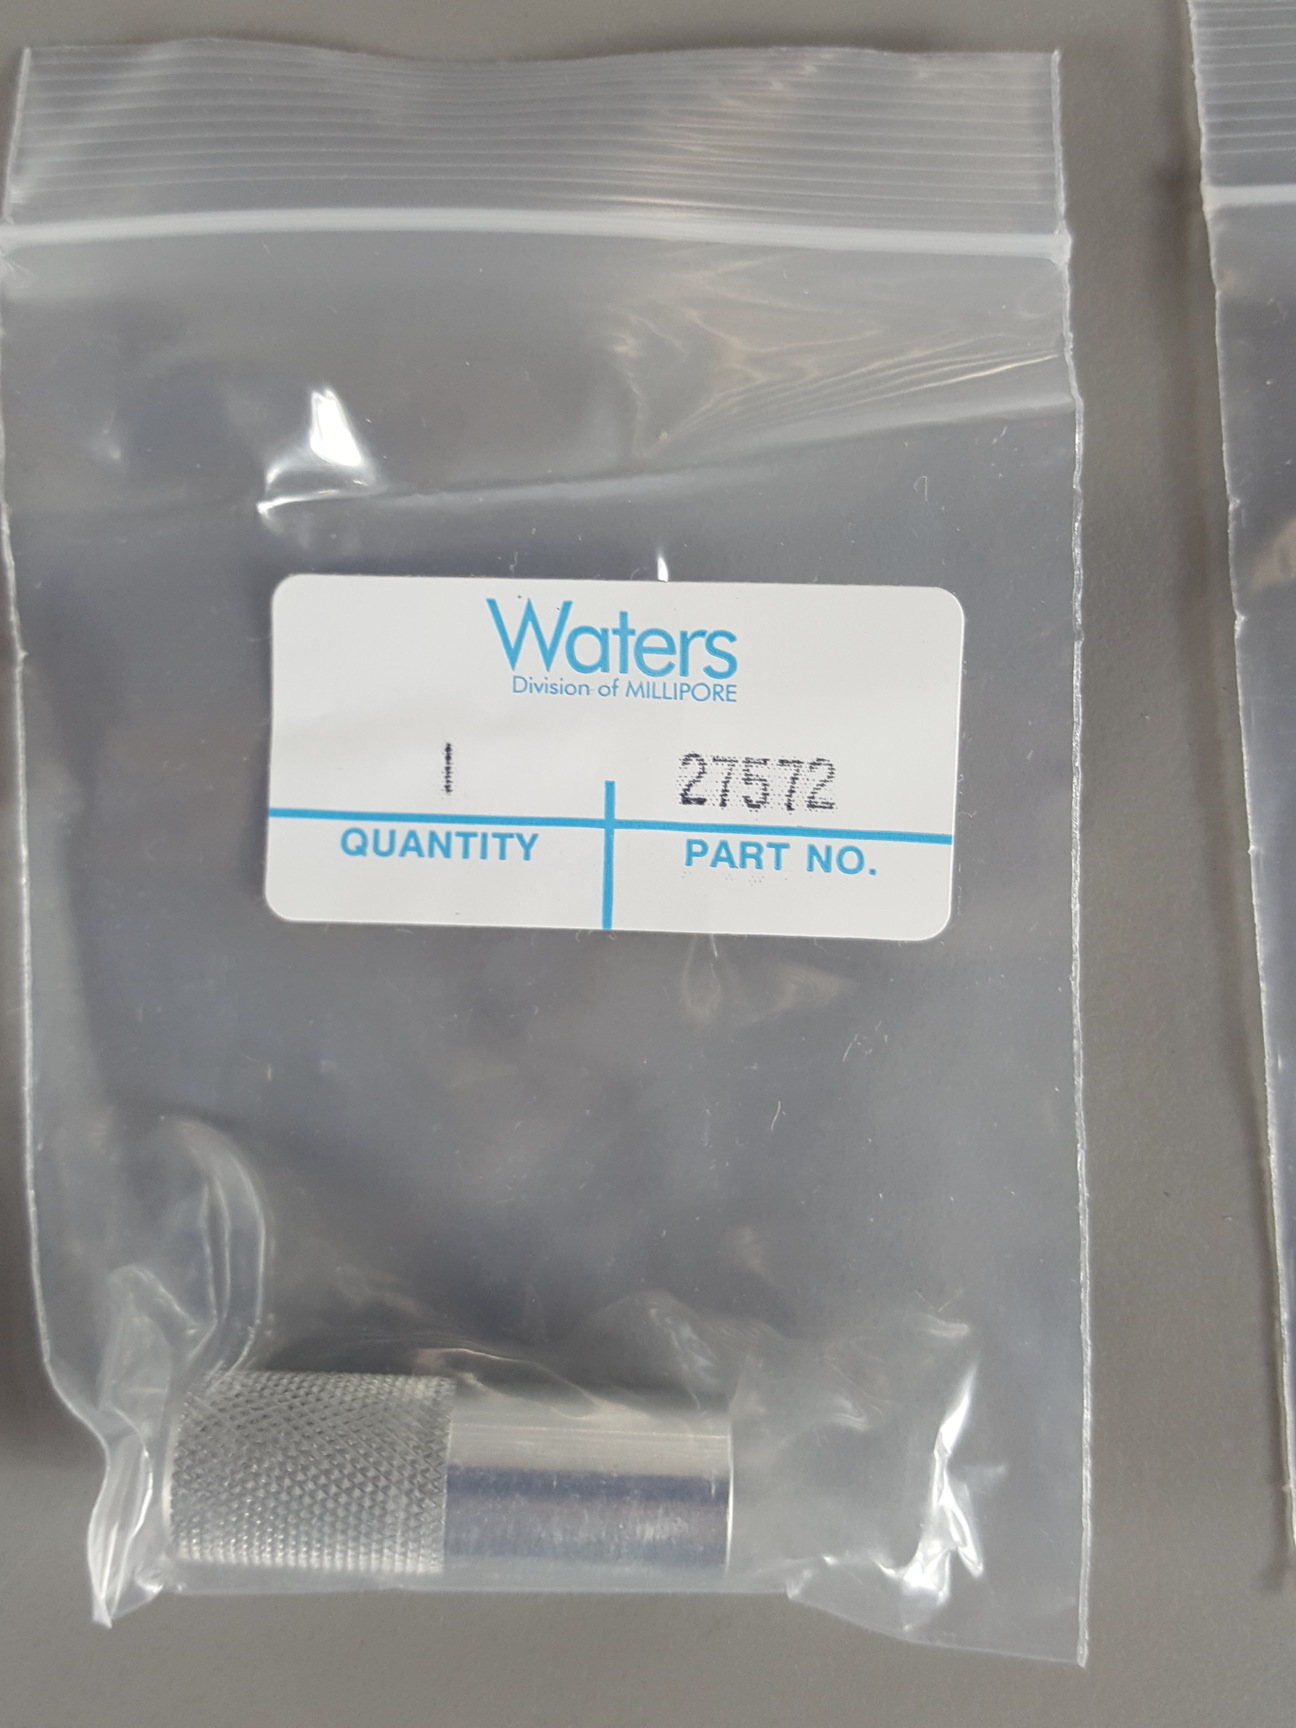 Waters
Division of MILLIPORE
1 27572
QUANTITY PART NO.